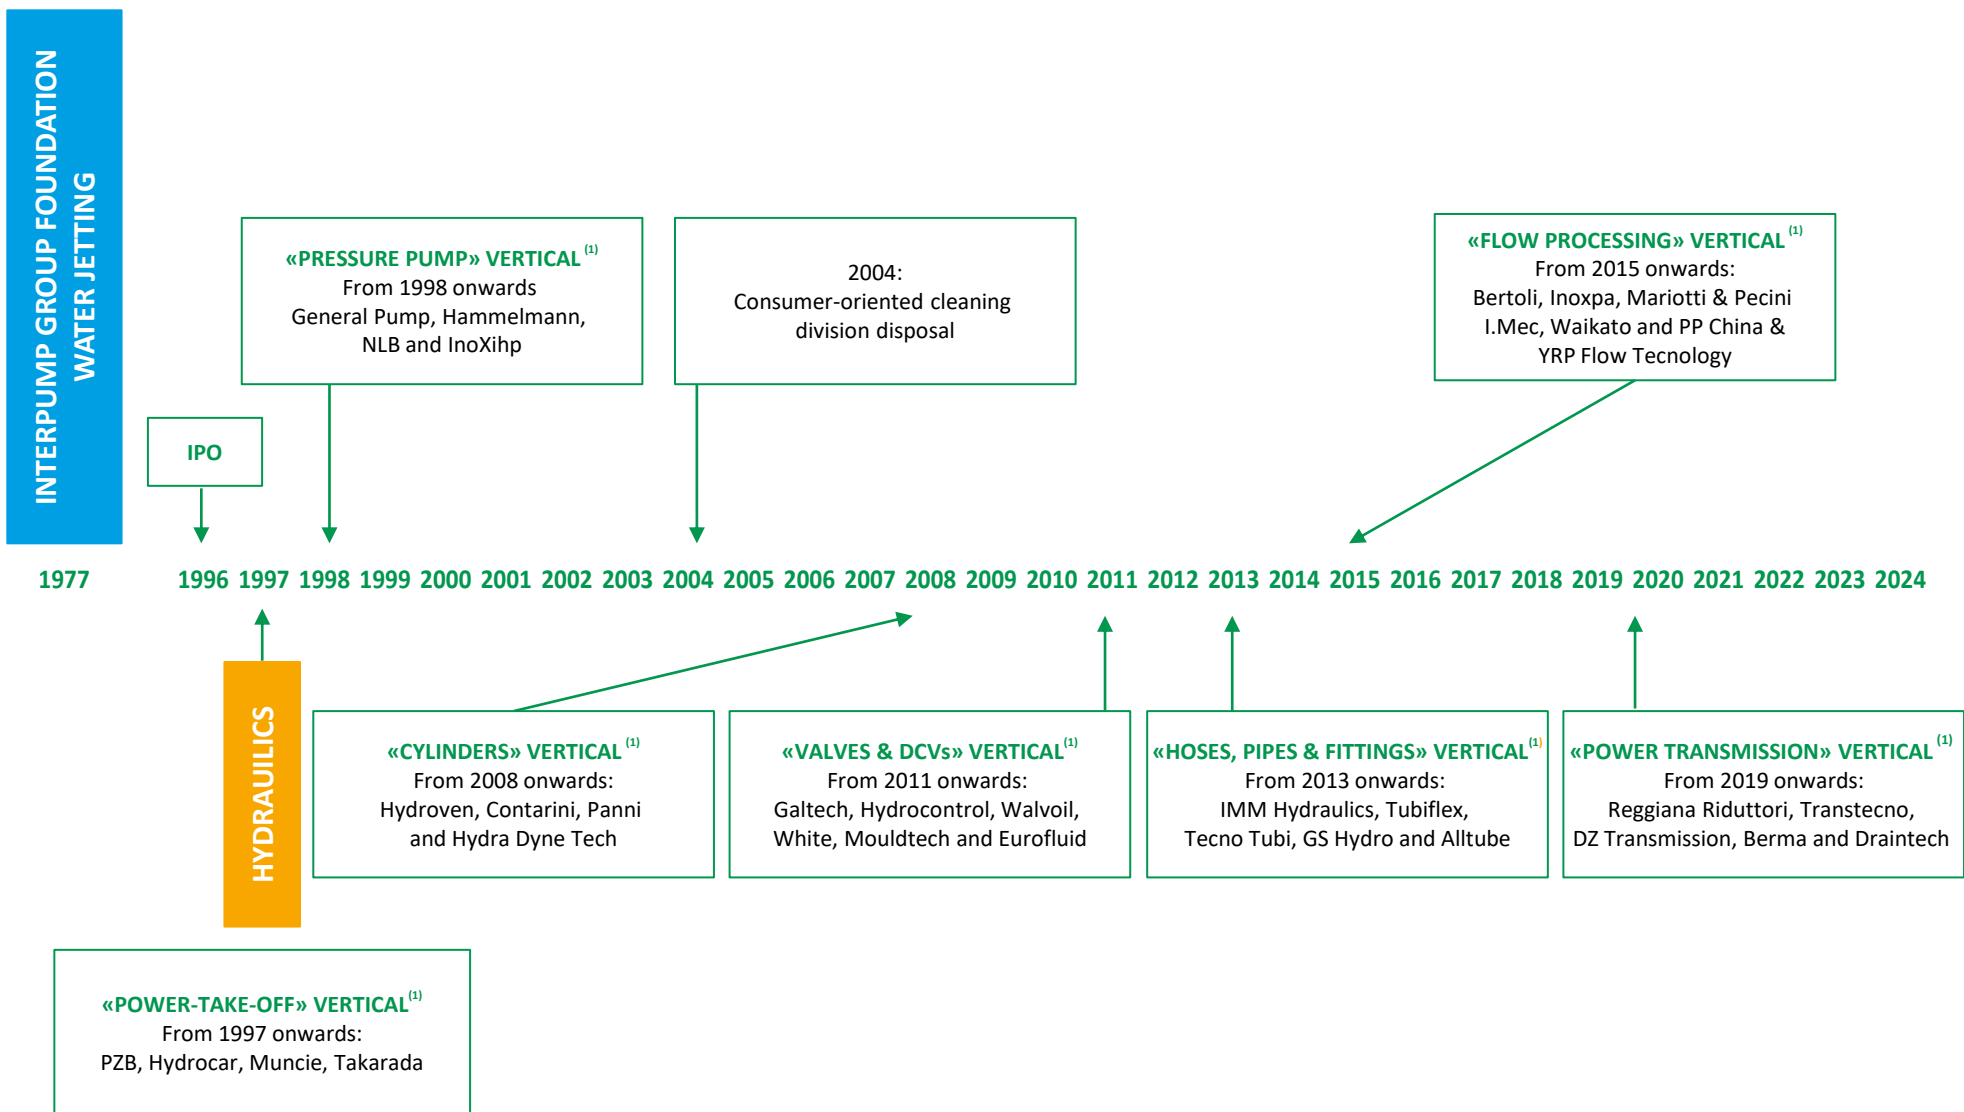 INTERPUMP GROUP FOUNDATION
WATER JETTING
«PRESSURE PUMP» VERTICAL (1)
From 1998 onwards
General Pump, Hammelmann,
NLB and InoXihp
2004:
Consumer-oriented cleaning
division disposal
«FLOW PROCESSING» VERTICAL (1)
From 2015 onwards:
Bertoli, Inoxpa, Mariotti & Pecini
I.Mec, Waikato and PP China &
YRP Flow Tecnology
IPO
1977 1996 1997 1998 1999 2000 2001 2002 2003 2004 2005 2006 2007 2008 2009 2010 2011 2012 2013 2014 2015 2016 2017 2018 2019 2020 2021 2022 2023 2024
HYDRAUILICS
«CYLINDERS» VERTICAL (1)
From 2008 onwards:
Hydroven, Contarini, Panni
and Hydra Dyne Tech
«VALVES & DCVs» VERTICAL(1)
From 2011 onwards:
Galtech, Hydrocontrol, Walvoil,
White, Mouldtech and Eurofluid
«HOSES, PIPES & FITTINGS» VERTICAL(1)
From 2013 onwards:
IMM Hydraulics, Tubiflex,
Tecno Tubi, GS Hydro and Alltube
«POWER TRANSMISSION» VERTICAL (1)
From 2019 onwards:
Reggiana Riduttori, Transtecno,
DZ Transmission, Berma and Draintech
«POWER-TAKE-OFF» VERTICAL(1)
From 1997 onwards:
PZB, Hydrocar, Muncie, Takarada